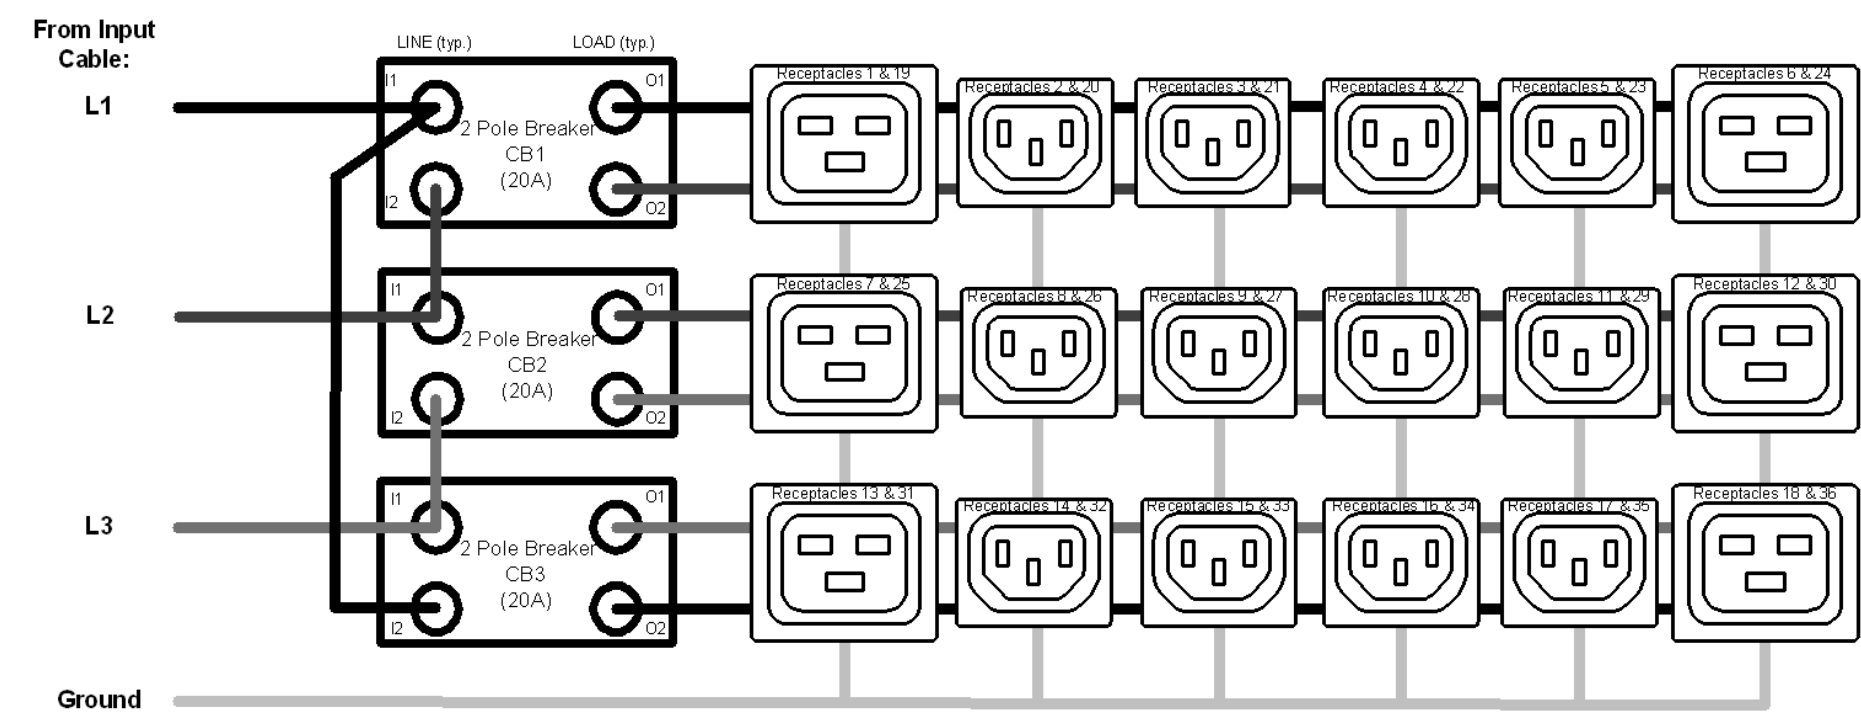 From Input
Cable:
LINE (typ.)
LOAD (typ.)
L1
I1
O1
2 Pole Breaker
CB1
(20A)
I2
O2
Receptacles 1 & 19
Receptacles 2 & 20
Receptacles 3 & 21
Receptacles 4 & 22
Receptacles 5 & 23
Receptacles 6 & 24
L2
I1
O1
2 Pole Breaker
CB2
(20A)
I2
O2
Receptacles 7 & 25
Receptacles 8 & 26
Receptacles 9 & 27
Receptacles 10 & 28
Receptacles 11 & 29
Receptacles 12 & 30
L3
I1
O1
2 Pole Breaker
CB3
(20A)
I2
O2
Receptacles 13 & 31
Receptacles 14 & 32
Receptacles 15 & 33
Receptacles 16 & 34
Receptacles 17 & 35
Receptacles 18 & 36
Ground